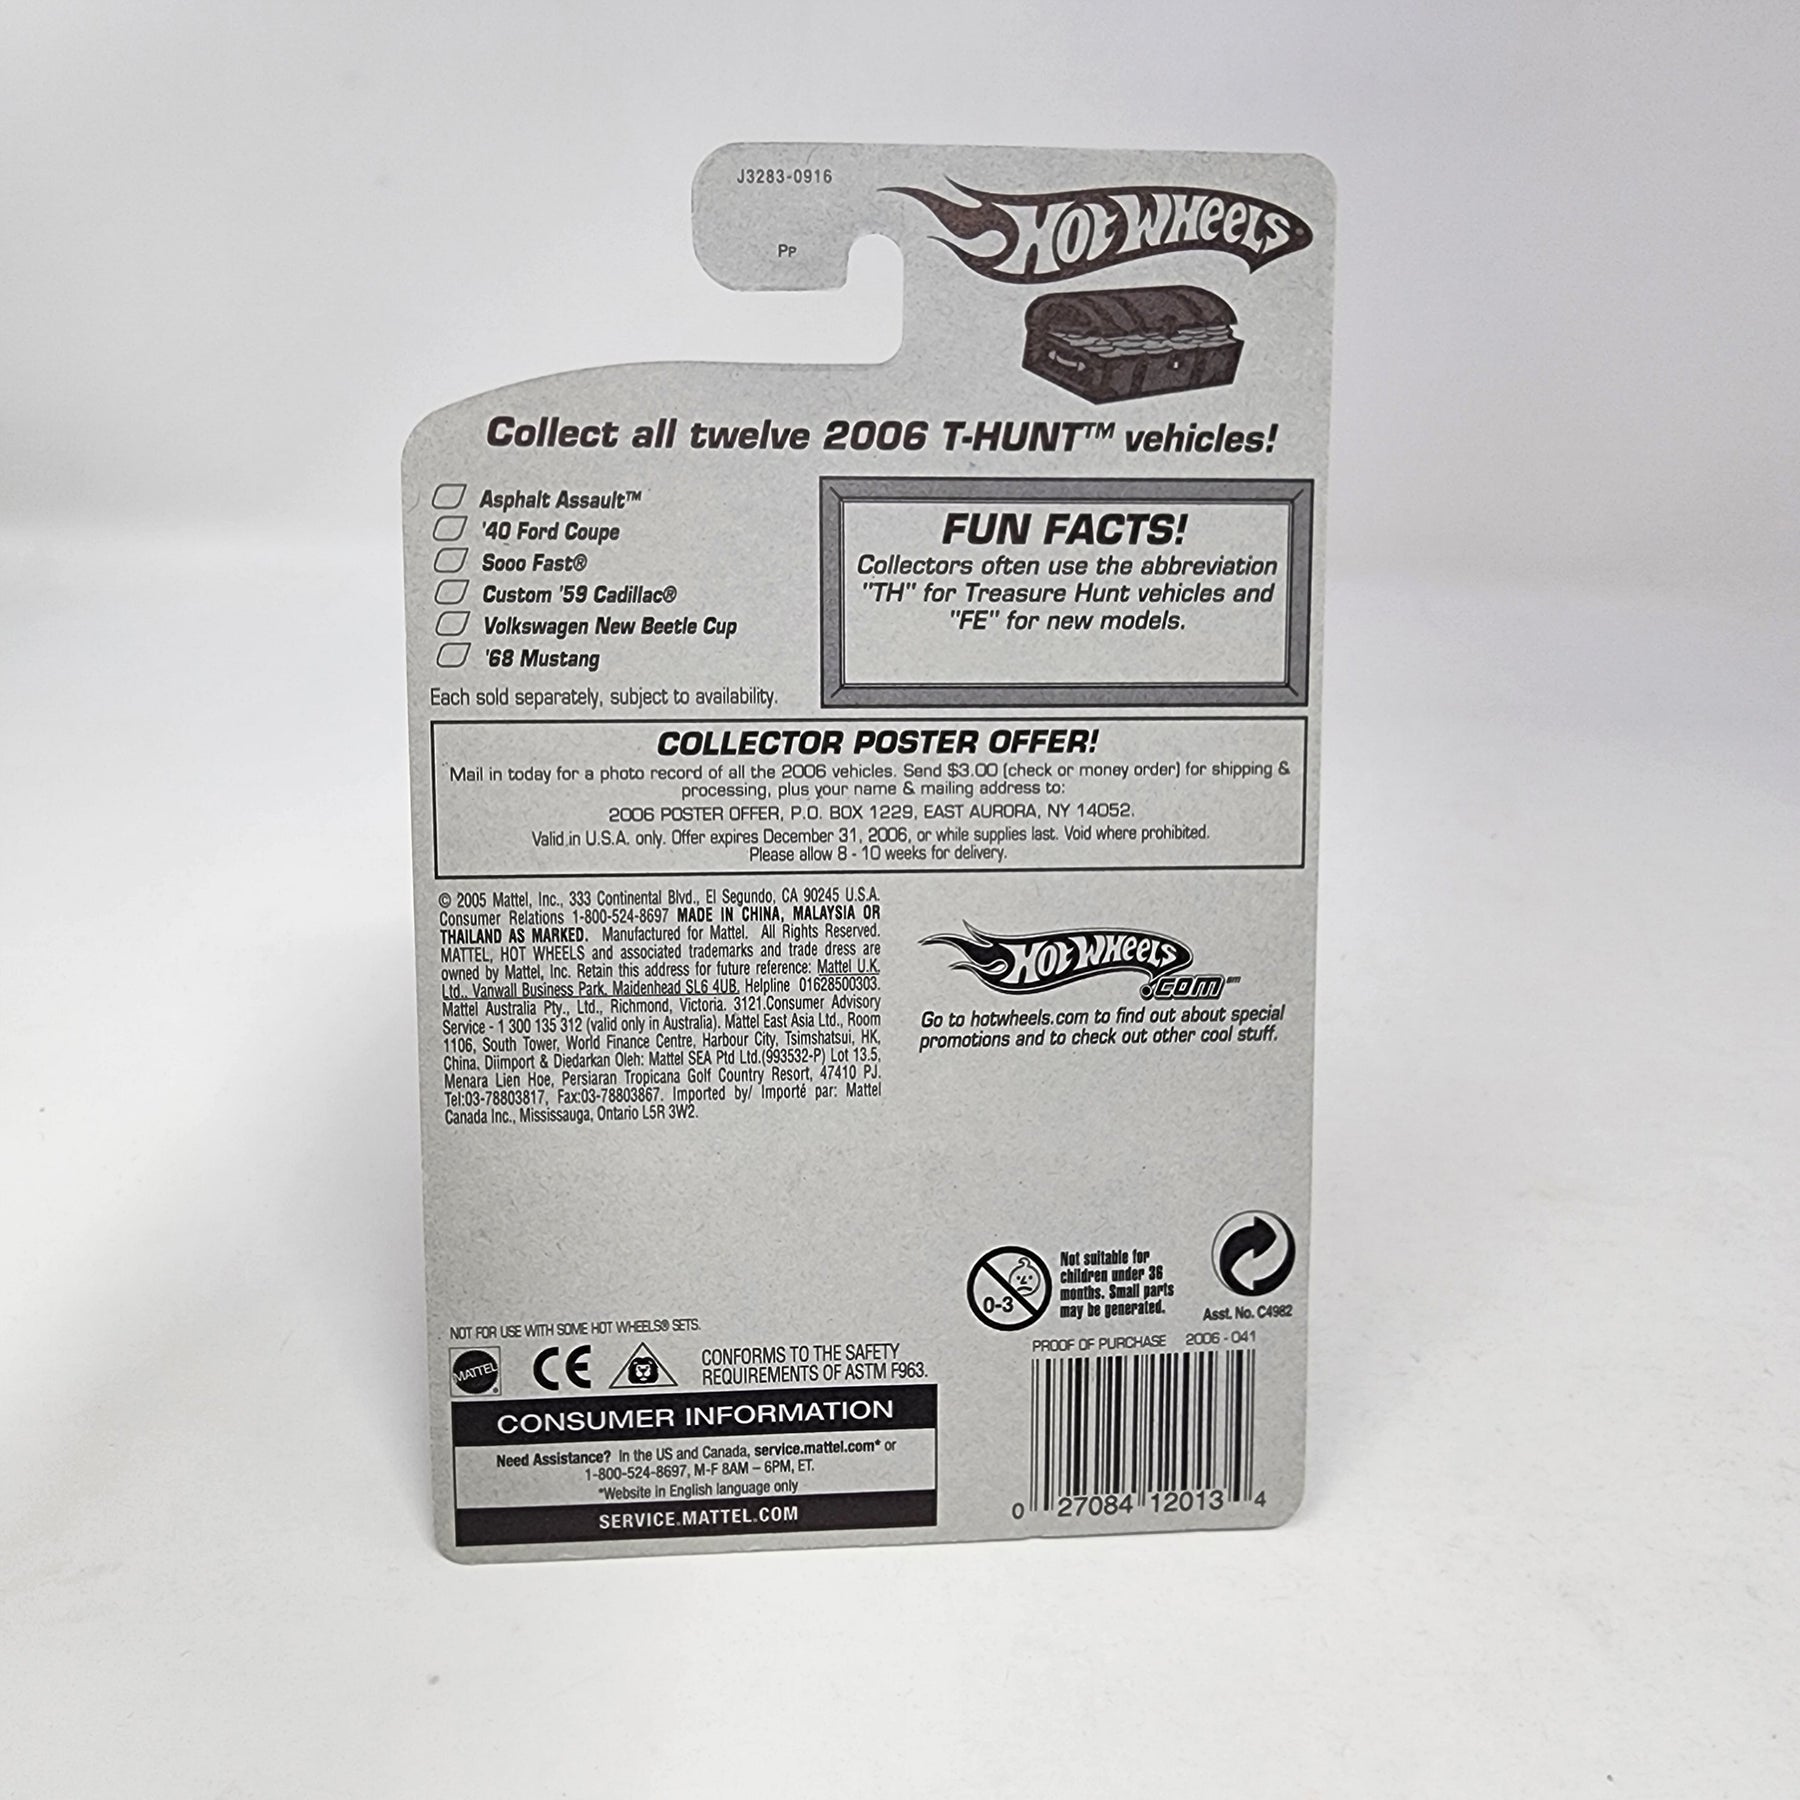 J3283-0916
PP
HOT WHEELS
Collect all twelve 2006 T-HUNT™ vehicles!
Asphalt Assault™
'40 Ford Coupe
Sooo Fast®
Custom '59 Cadillac®
Volkswagen New Beetle Cup
'68 Mustang
Each sold separately, subject to availability.
FUN FACTS!
Collectors often use the abbreviation
"TH" for Treasure Hunt vehicles and
"FE" for new models.
COLLECTOR POSTER OFFER!
Mail in today for a photo record of all the 2006 vehicles. Send $3.00 (check or money order) for shipping &
processing, plus your name & mailing address to:
2006 POSTER OFFER, P.O. BOX 1229, EAST AURORA, NY 14052.
Valid in U.S.A. only. Offer expires December 31, 2006, or while supplies last. Void where prohibited.
Please allow 8 - 10 weeks for delivery.
© 2005 Mattel, Inc., 333 Continental Blvd., El Segundo, CA 90245 U.S.A.
Consumer Relations 1-800-524-8697 MADE IN CHINA, MALAYSIA OR
THAILAND AS MARKED. Manufactured for Mattel. All Rights Reserved.
MATTEL, HOT WHEELS and associated trademarks and trade dress are
owned by Mattel, Inc. Retain this address for future reference: Mattel U.K.
Ltd., Vanwall Business Park, Maidenhead SL6 4UB. Helpline 01628500303.
Mattel Australia Pty., Ltd., Richmond, Victoria. 3121.Consumer Advisory
Service - 1 300 135 312 (valid only in Australia). Mattel East Asia Ltd., Room
1106, South Tower, World Finance Centre, Harbour City, Tsimshatsui, HK,
China. Diimport & Diedarkan Oleh: Mattel SEA Ptd Ltd.(993532-P) Lot 13.5,
Menara Lien Hoe, Persiaran Tropicana Golf Country Resort, 47410 PJ.
Tel:03-78803817, Fax:03-78803867. Imported by/ Importé par: Mattel
Canada Inc., Mississauga, Ontario L5R 3W2.
HOT WHEELS
.com
Go to hotwheels.com to find out about special
promotions and to check out other cool stuff.
0-3
Not suitable for
children under 36
months. Small parts
may be generated.
Asst. No. C4982
NOT FOR USE WITH SOME HOT WHEELS® SETS.
MATTEL
CE
CONFORMS TO THE SAFETY
REQUIREMENTS OF ASTM F963.
CONSUMER INFORMATION
Need Assistance? In the US and Canada, service.mattel.com* or
1-800-524-8697, M-F 8AM – 6PM, ET.
*Website in English language only
SERVICE.MATTEL.COM
PROOF OF PURCHASE 2006 - 041
0 27084 12013 4